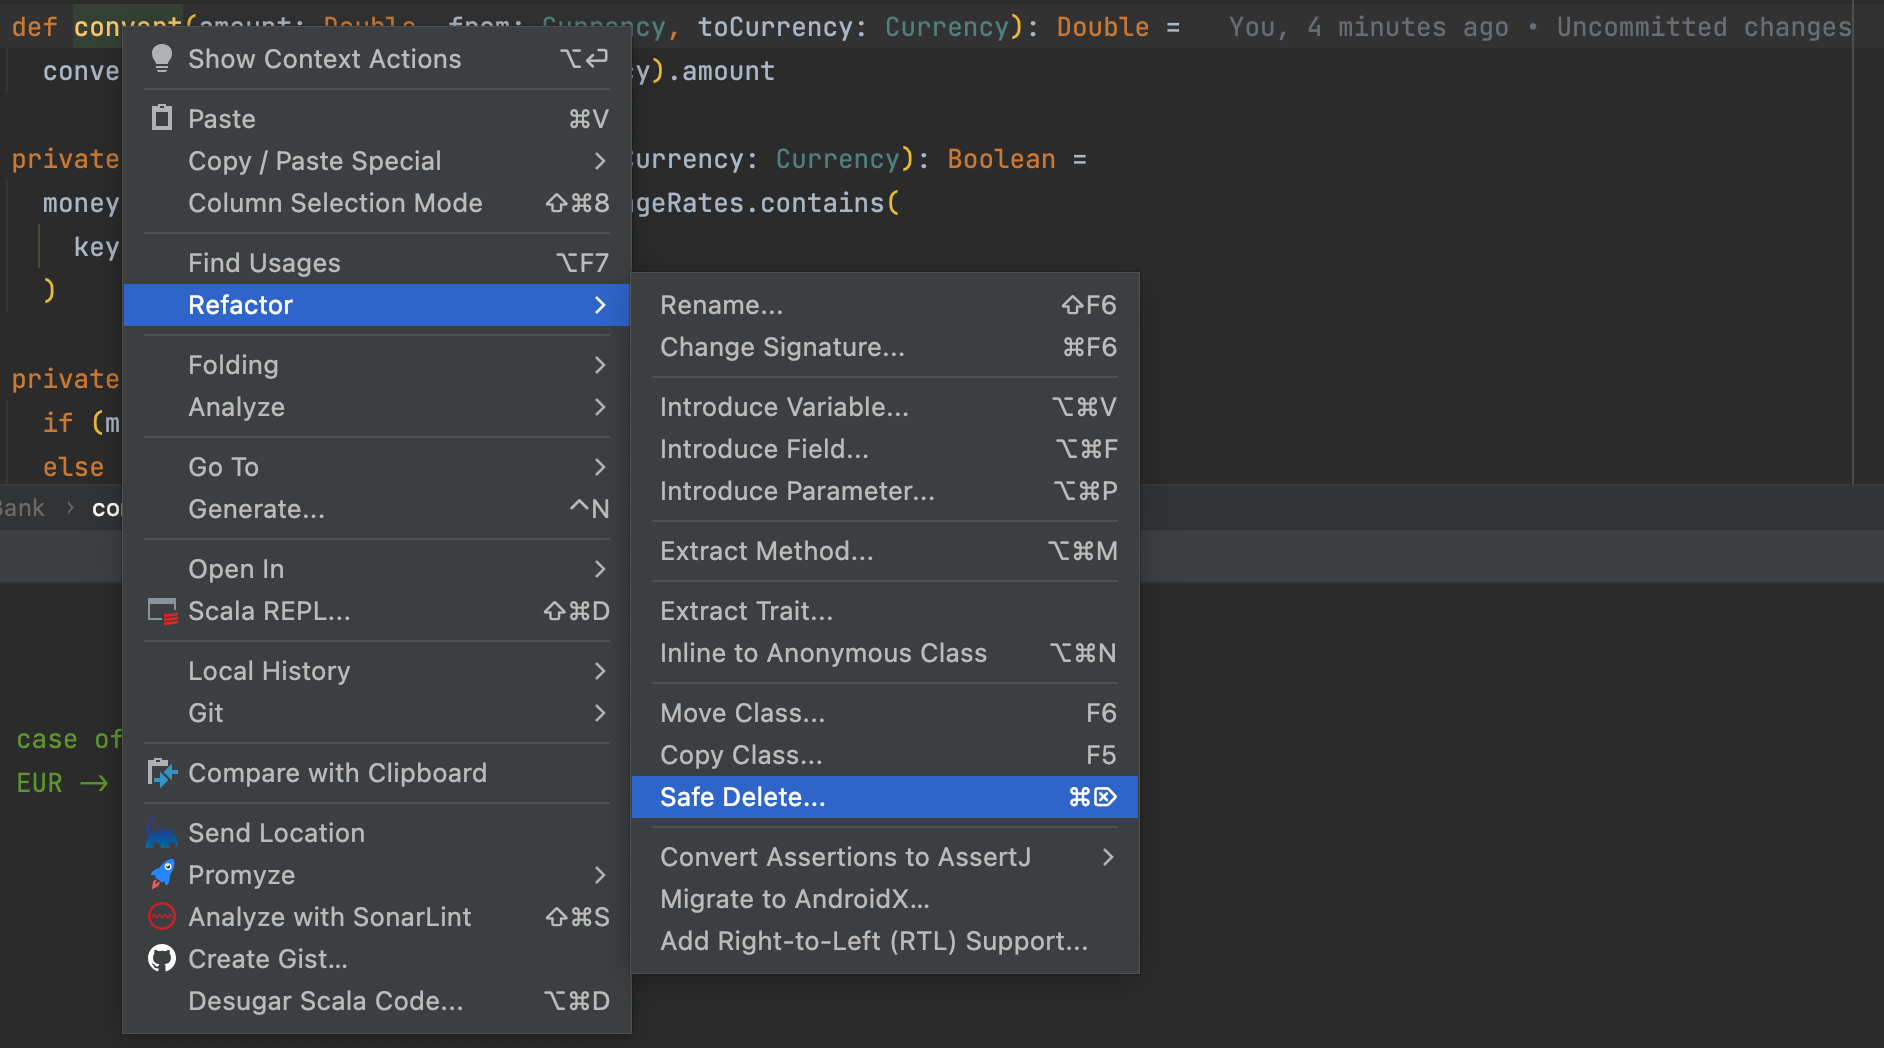 def convert(amount: Double, from: Currency, toCurrency: Currency): Double = You, 4 minutes ago • Uncommitted changes
conve y).amount
private urrency: Currency): Boolean =
money geRates.contains(
key
)
private
if (m
else
Bank > con
case of
EUR →
Show Context Actions ⌥↩
Paste ⌘V
Copy / Paste Special >
Column Selection Mode ⇧⌘8
Find Usages ⌥F7
Refactor >
Folding >
Analyze >
Go To >
Generate... ^N
Open In >
Scala REPL... ⇧⌘D
Local History >
Git >
Compare with Clipboard
Send Location
Promyze >
Analyze with SonarLint ⇧⌘S
Create Gist...
Desugar Scala Code... ⌥⌘D
Rename... ⇧F6
Change Signature... ⌘F6
Introduce Variable... ⌥⌘V
Introduce Field... ⌥⌘F
Introduce Parameter... ⌥⌘P
Extract Method... ⌥⌘M
Extract Trait...
Inline to Anonymous Class ⌥⌘N
Move Class... F6
Copy Class... F5
Safe Delete... ⌘⌦
Convert Assertions to AssertJ >
Migrate to AndroidX...
Add Right-to-Left (RTL) Support...